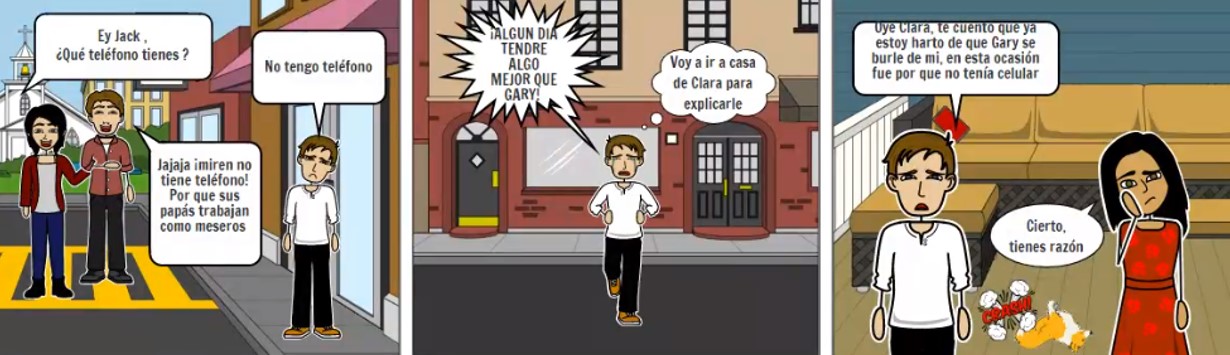 Ey Jack ,
¿Qué teléfono tienes ?
No tengo teléfono
Jajaja ¡miren no
tiene teléfono!
Por que sus
papás trabajan
como meseros
¡ALGUN DIA
TENDRE
ALGO
MEJOR QUE
GARY!
Voy a ir a casa
de Clara para
explicarle
Oye Clara, te cuento que ya
estoy harto de que Gary se
burle de mi, en esta ocasión
fue por que no tenía celular
Cierto,
tienes razón
CRASH!